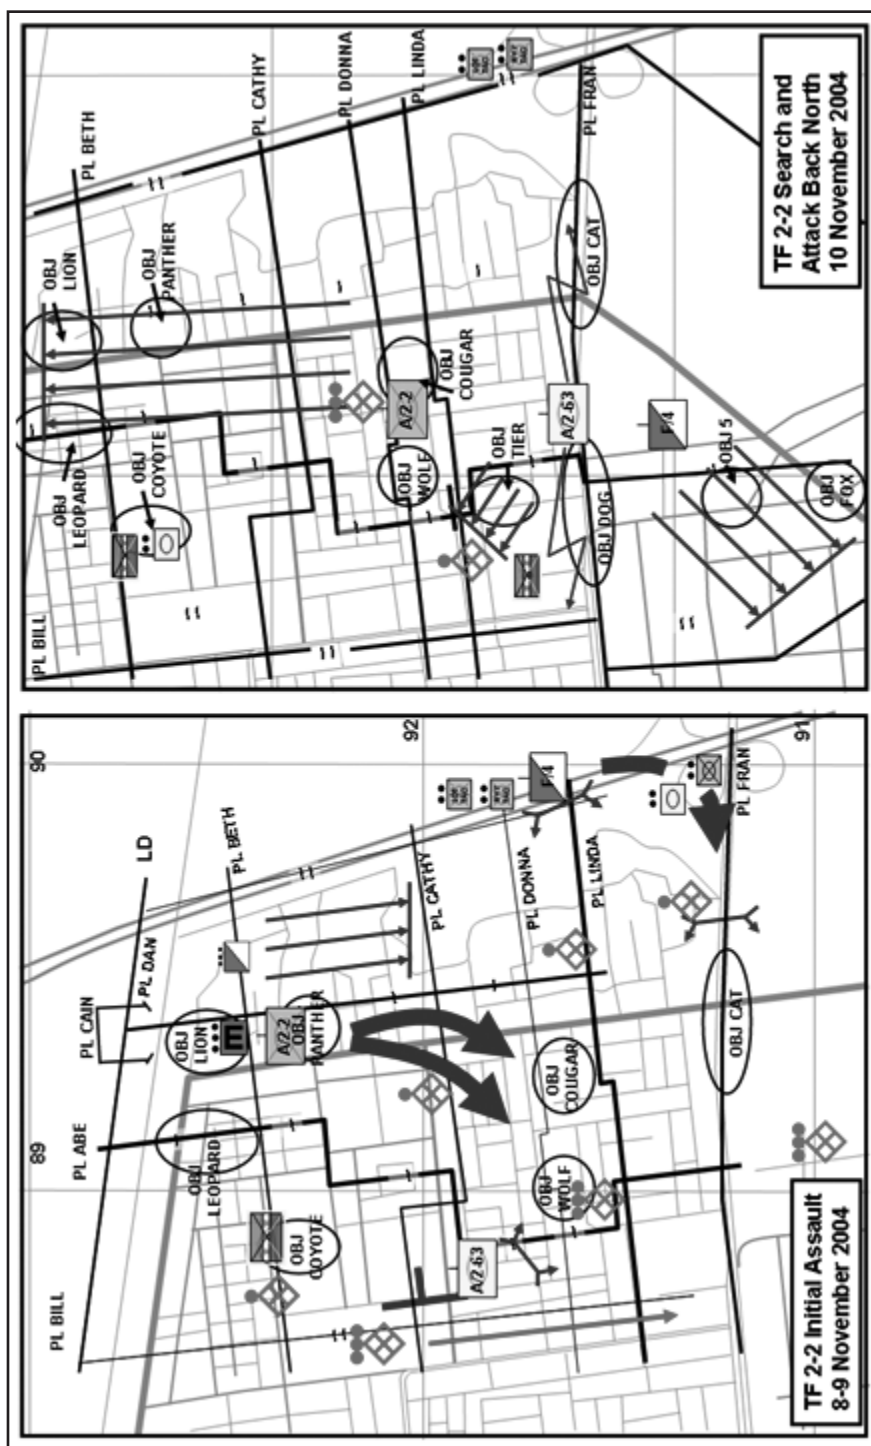 PL BETH
PL CATHY
PL DONNA
PL LINDA
PL FRAN
OBJ
LION
OBJ
PANTHER
OBJ
LEOPARD
OBJ
COYOTE
PL BILL
OBJ
COUGAR
A/2-2
OBJ
WOLF
OBJ
TIER
A/2-63
F/4
OBJ CAT
OBJ DOG
OBJ 5
OBJ
FOX
TF 2-2 Search and
Attack Back North
10 November 2004
90
92
91
89
LD
PL DAN
PL CAIN
PL ABE
PL BILL
PL BETH
PL CATHY
PL DONNA
PL LINDA
PL FRAN
OBJ
LION
A/2-2
OBJ
PANTHER
OBJ
LEOPARD
OBJ
COYOTE
A/2-63
OBJ
COUGAR
OBJ
WOLF
OBJ CAT
F/4
TF 2-2 Initial Assault
8-9 November 2004